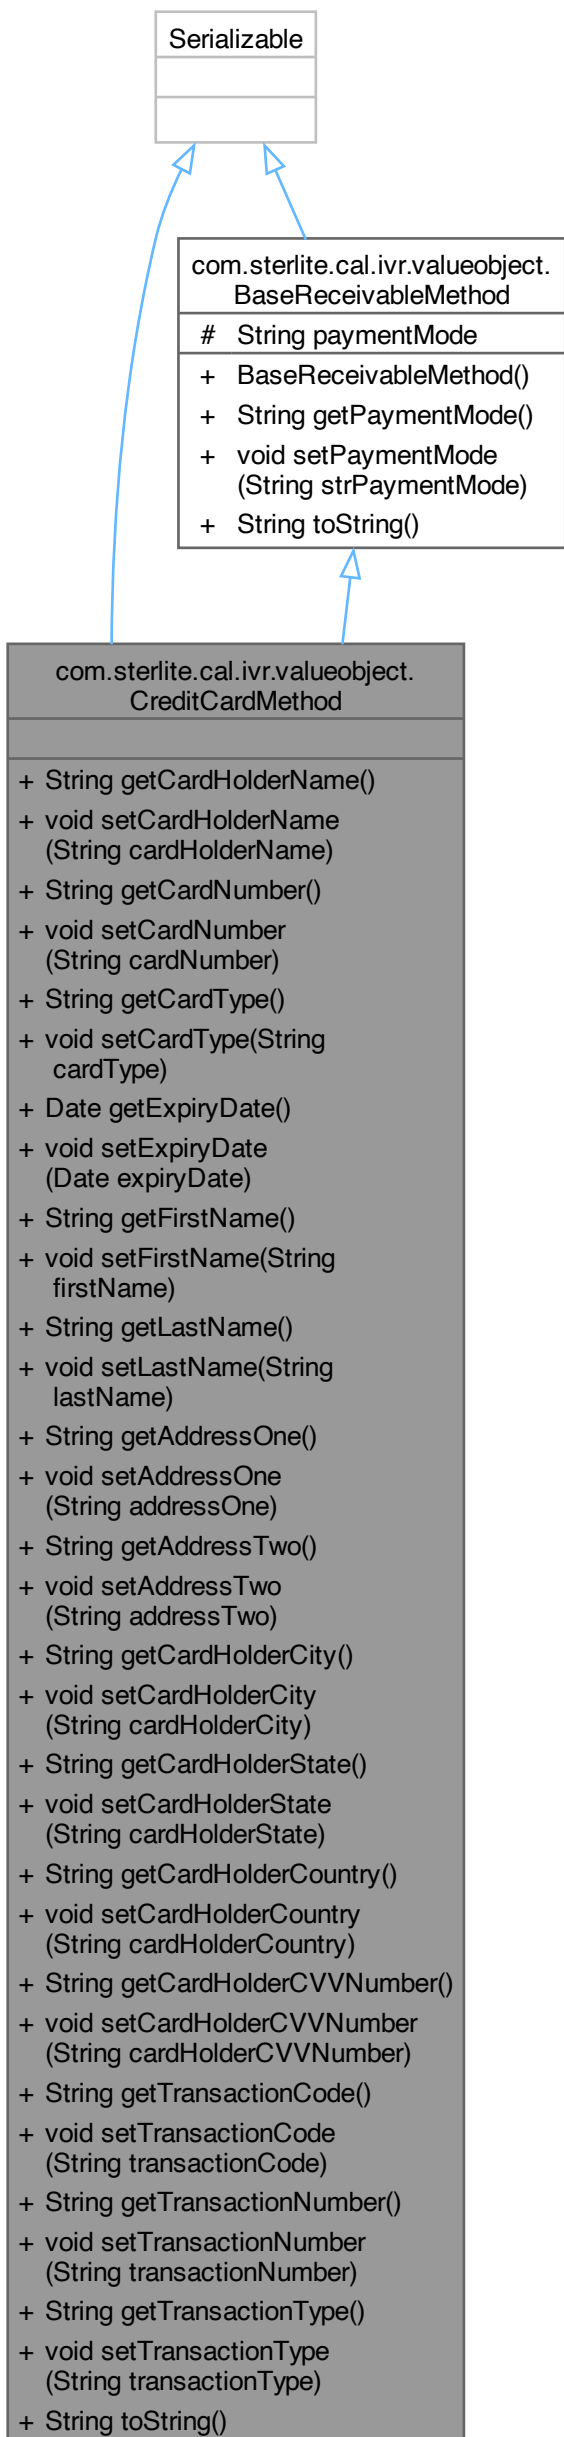 Serializable
com.sterlite.cal.ivr.valueobject.
BaseReceivableMethod
# String paymentMode
+ BaseReceivableMethod()
+ String getPaymentMode()
+ void setPaymentMode
(String strPaymentMode)
+ String toString()
com.sterlite.cal.ivr.valueobject.
CreditCardMethod
+ String getCardHolderName()
+ void setCardHolderName
(String cardHolderName)
+ String getCardNumber()
+ void setCardNumber
(String cardNumber)
+ String getCardType()
+ void setCardType(String
cardType)
+ Date getExpiryDate()
+ void setExpiryDate
(Date expiryDate)
+ String getFirstName()
+ void setFirstName(String
firstName)
+ String getLastName()
+ void setLastName(String
lastName)
+ String getAddressOne()
+ void setAddressOne
(String addressOne)
+ String getAddressTwo()
+ void setAddressTwo
(String addressTwo)
+ String getCardHolderCity()
+ void setCardHolderCity
(String cardHolderCity)
+ String getCardHolderState()
+ void setCardHolderState
(String cardHolderState)
+ String getCardHolderCountry()
+ void setCardHolderCountry
(String cardHolderCountry)
+ String getCardHolderCVVNumber()
+ void setCardHolderCVVNumber
(String cardHolderCVVNumber)
+ String getTransactionCode()
+ void setTransactionCode
(String transactionCode)
+ String getTransactionNumber()
+ void setTransactionNumber
(String transactionNumber)
+ String getTransactionType()
+ void setTransactionType
(String transactionType)
+ String toString()